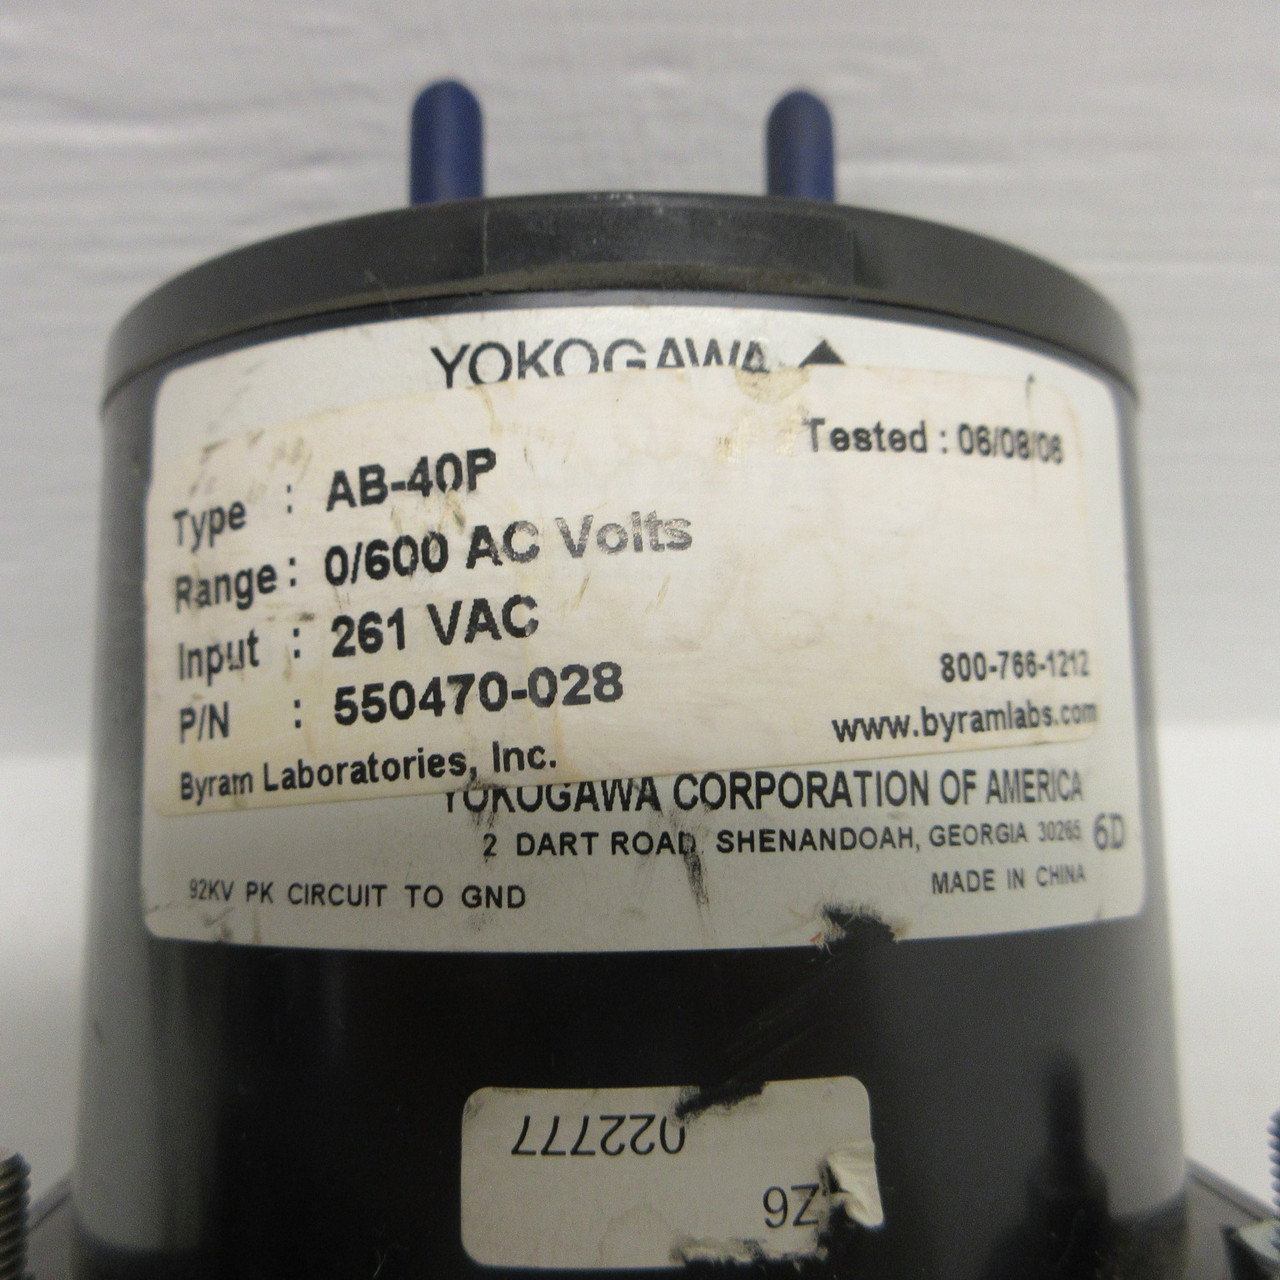 YOKOGAWA
Tested : 06/08/06
Type : AB-40P
Range : 0/600 AC Volts
Input : 261 VAC
P/N : 550470-028
800-766-1212
www.byramlabs.com
Byram Laboratories, Inc.
YOKOGAWA CORPORATION OF AMERICA
2 DART ROAD SHENANDOAH, GEORGIA 30265 6D
92KV PK CIRCUIT TO GND
MADE IN CHINA
022777